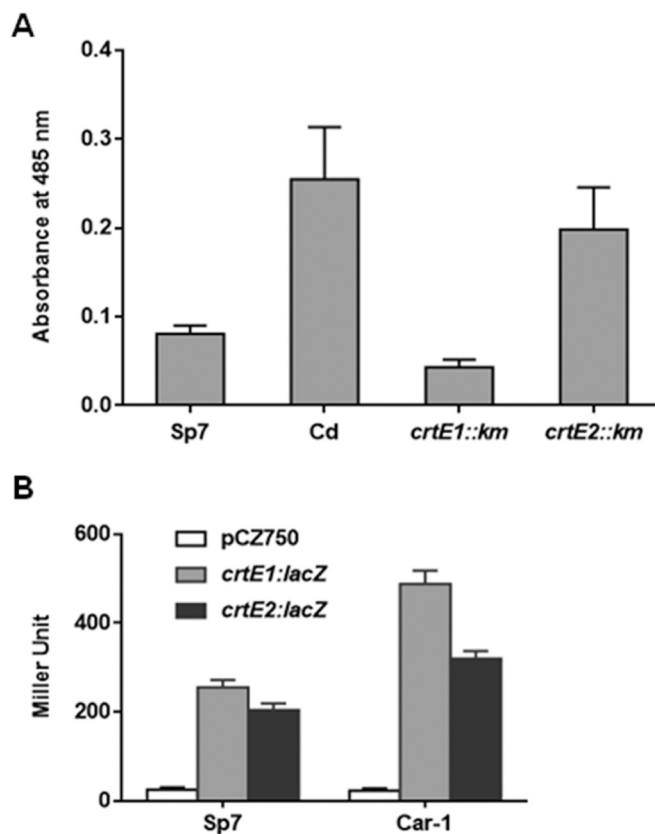 A
Absorbance at 485 nm
0.4
0.3
0.2
0.1
0.0
Sp7 Cd crtE1::km crtE2::km
B
Miller Unit
600
400
200
0
pCZ750
crtE1:lacZ
crtE2:lacZ
Sp7 Car-1